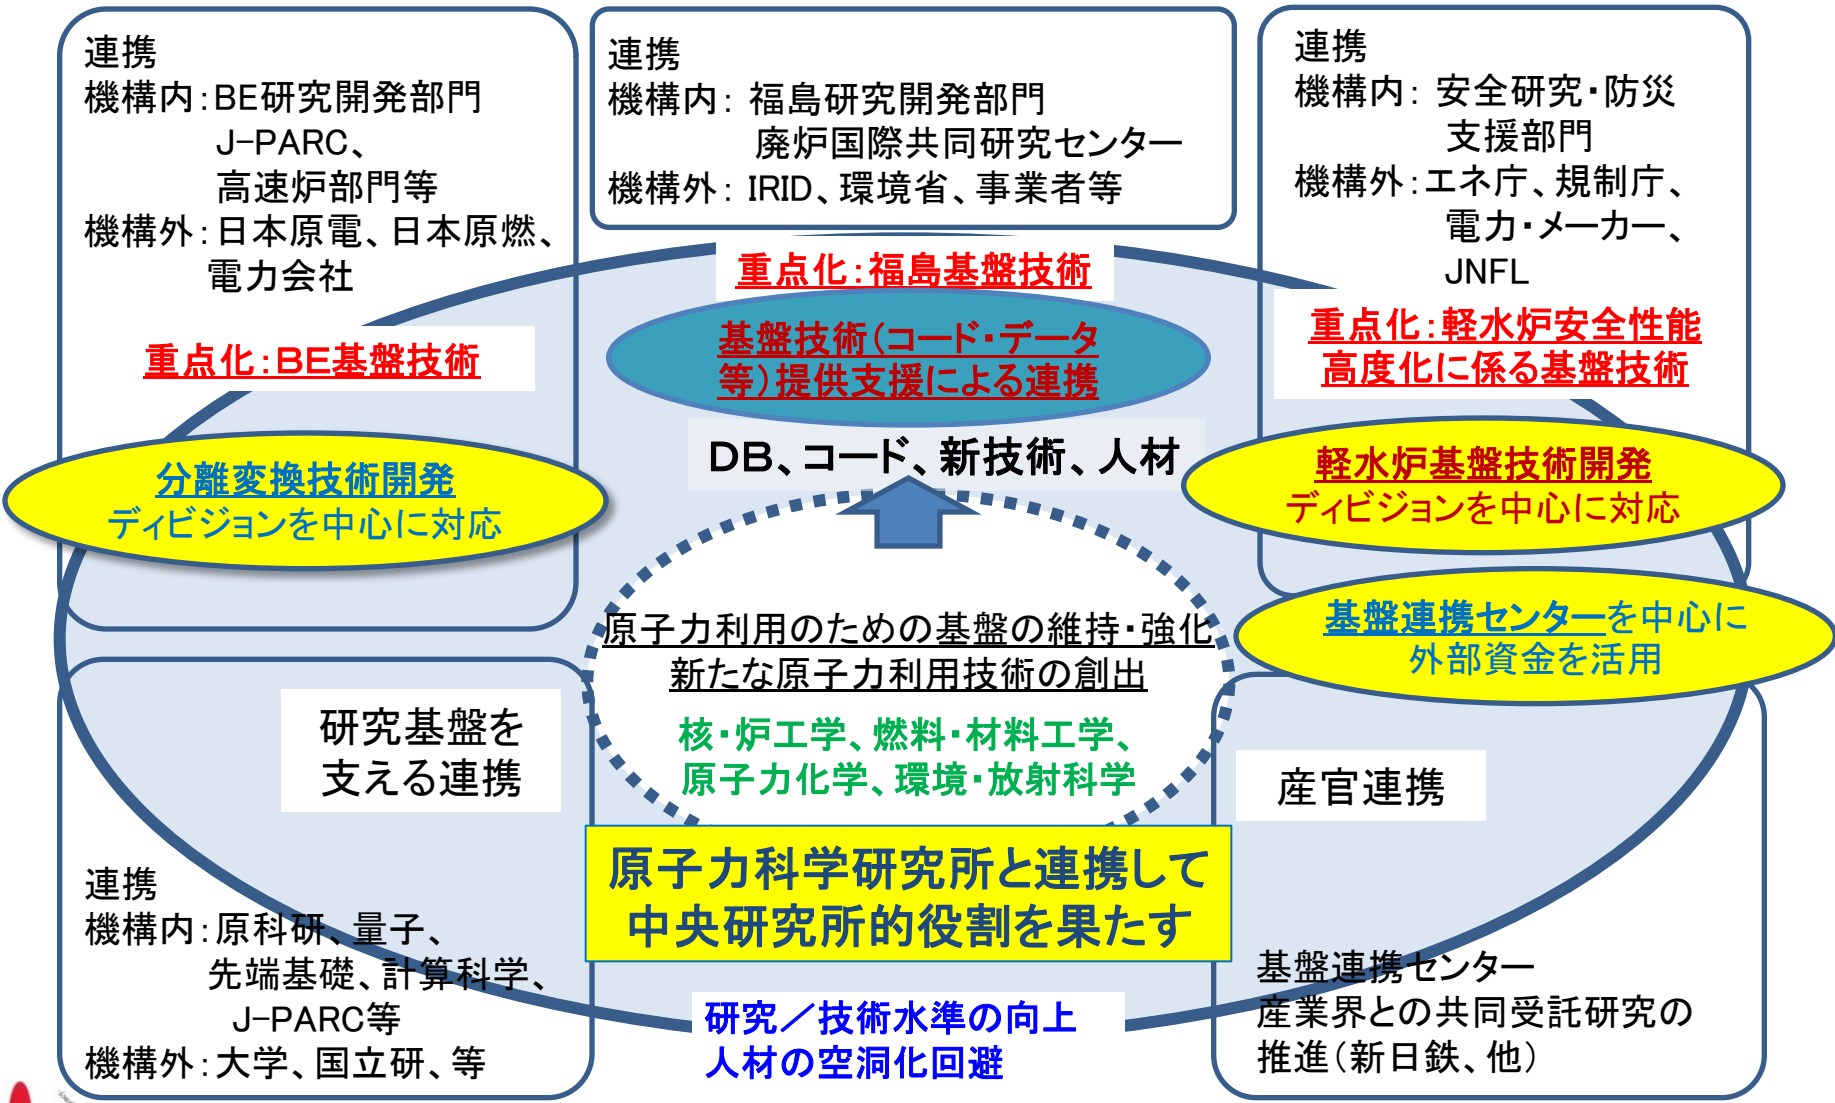 連携
機構内：BE研究開発部門
J-PARC、
高速炉部門等
機構外：日本原電、日本原燃、
電力会社
重点化：BE基盤技術
分離変換技術開発
ディビジョンを中心に対応
連携
機構内： 福島研究開発部門
廃炉国際共同研究センター
機構外： IRID、環境省、事業者等
重点化：福島基盤技術
基盤技術（コード・データ
等）提供支援による連携
DB、コード、新技術、人材
連携
機構内： 安全研究・防災
支援部門
機構外：エネ庁、規制庁、
電力・メーカー、
JNFL
重点化：軽水炉安全性能
高度化に係る基盤技術
軽水炉基盤技術開発
ディビジョンを中心に対応
基盤連携センターを中心に
外部資金を活用
原子力利用のための基盤の維持・強化
新たな原子力利用技術の創出
核・炉工学、燃料・材料工学、
原子力化学、環境・放射科学
原子力科学研究所と連携して
中央研究所的役割を果たす
研究／技術水準の向上
人材の空洞化回避
研究基盤を
支える連携
連携
機構内：原科研、量子、
先端基礎、計算科学、
J-PARC等
機構外：大学、国立研、等
産官連携
基盤連携センター
産業界との共同受託研究の
推進（新日鉄、他）